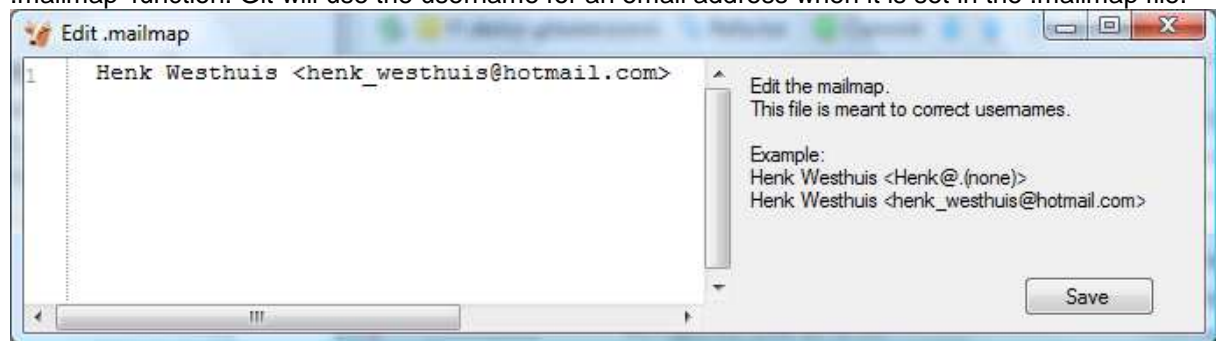 .mailmap' function. Git will use the username for an email address when it is set in the .mailmap file.
Edit .mailmap
1 Henk Westhuis <henk_westhuis@hotmail.com>
Edit the mailmap.
This file is meant to correct usernames.
Example:
Henk Westhuis <Henk@.(none)>
Henk Westhuis <henk_westhuis@hotmail.com>
Save